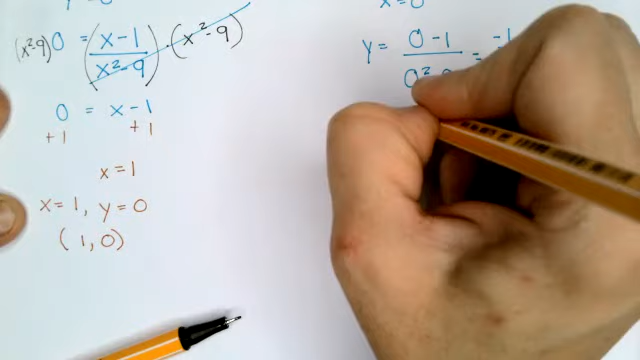 (x²-9) 0 = (x-1 / x²-9) · (x²-9)
0 = x-1
+1 +1
x=1
x=1, y=0
(1,0)
x=0
y = 0-1 / 0² = -1